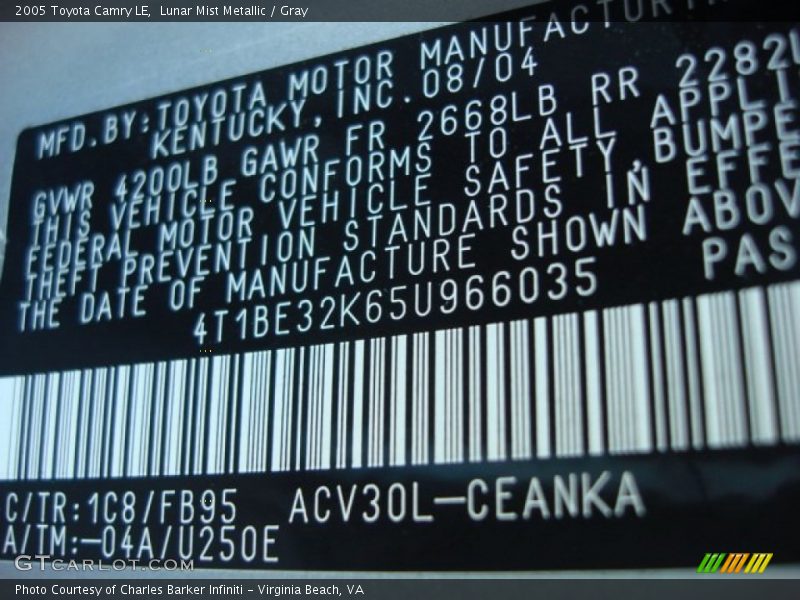 2005 Toyota Camry LE, Lunar Mist Metallic / Gray
MFD.BY:TOYOTA MOTOR MANUFACTURI
KENTUCKY,INC.08/04
GVWR 4200LB GAWR FR 2668LB RR 2282L
THIS VEHICLE CONFORMS TO ALL APPLI
FEDERAL MOTOR VEHICLE SAFETY,BUMPE
THEFT PREVENTION STANDARDS IN EFFE
THE DATE OF MANUFACTURE SHOWN ABOV
4T1BE32K65U966035 PAS
C/TR:1C8/FB95 ACV30L-CEANKA
A/TM:-04A/U250E
GTCARLOT.COM
Photo Courtesy of Charles Barker Infiniti - Virginia Beach, VA